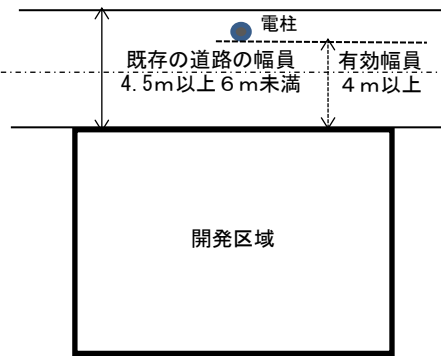 電柱
既存の道路の幅員
4.5m以上６ｍ未満
有効幅員
４ｍ以上
開発区域